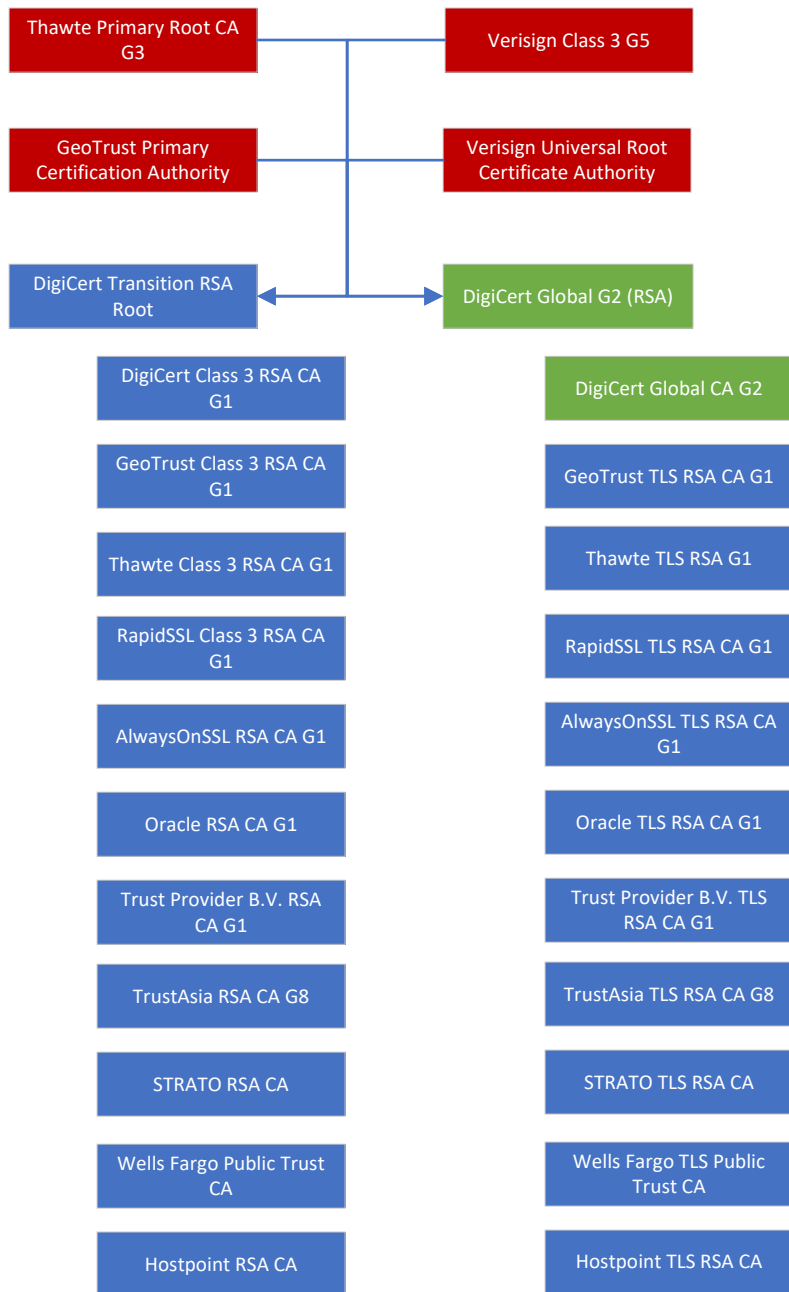 Thawte Primary Root CA
G3
Verisign Class 3 G5
GeoTrust Primary
Certification Authority
Verisign Universal Root
Certificate Authority
DigiCert Transition RSA
Root
DigiCert Global G2 (RSA)
DigiCert Class 3 RSA CA
G1
DigiCert Global CA G2
GeoTrust Class 3 RSA CA
G1
GeoTrust TLS RSA CA G1
Thawte Class 3 RSA CA G1
Thawte TLS RSA G1
RapidSSL Class 3 RSA CA
G1
RapidSSL TLS RSA CA G1
AlwaysOnSSL RSA CA G1
AlwaysOnSSL TLS RSA CA
G1
Oracle RSA CA G1
Oracle TLS RSA CA G1
Trust Provider B.V. RSA
CA G1
Trust Provider B.V. TLS
RSA CA G1
TrustAsia RSA CA G8
TrustAsia TLS RSA CA G8
STRATO RSA CA
STRATO TLS RSA CA
Wells Fargo Public Trust
CA
Wells Fargo TLS Public
Trust CA
Hostpoint RSA CA
Hostpoint TLS RSA CA